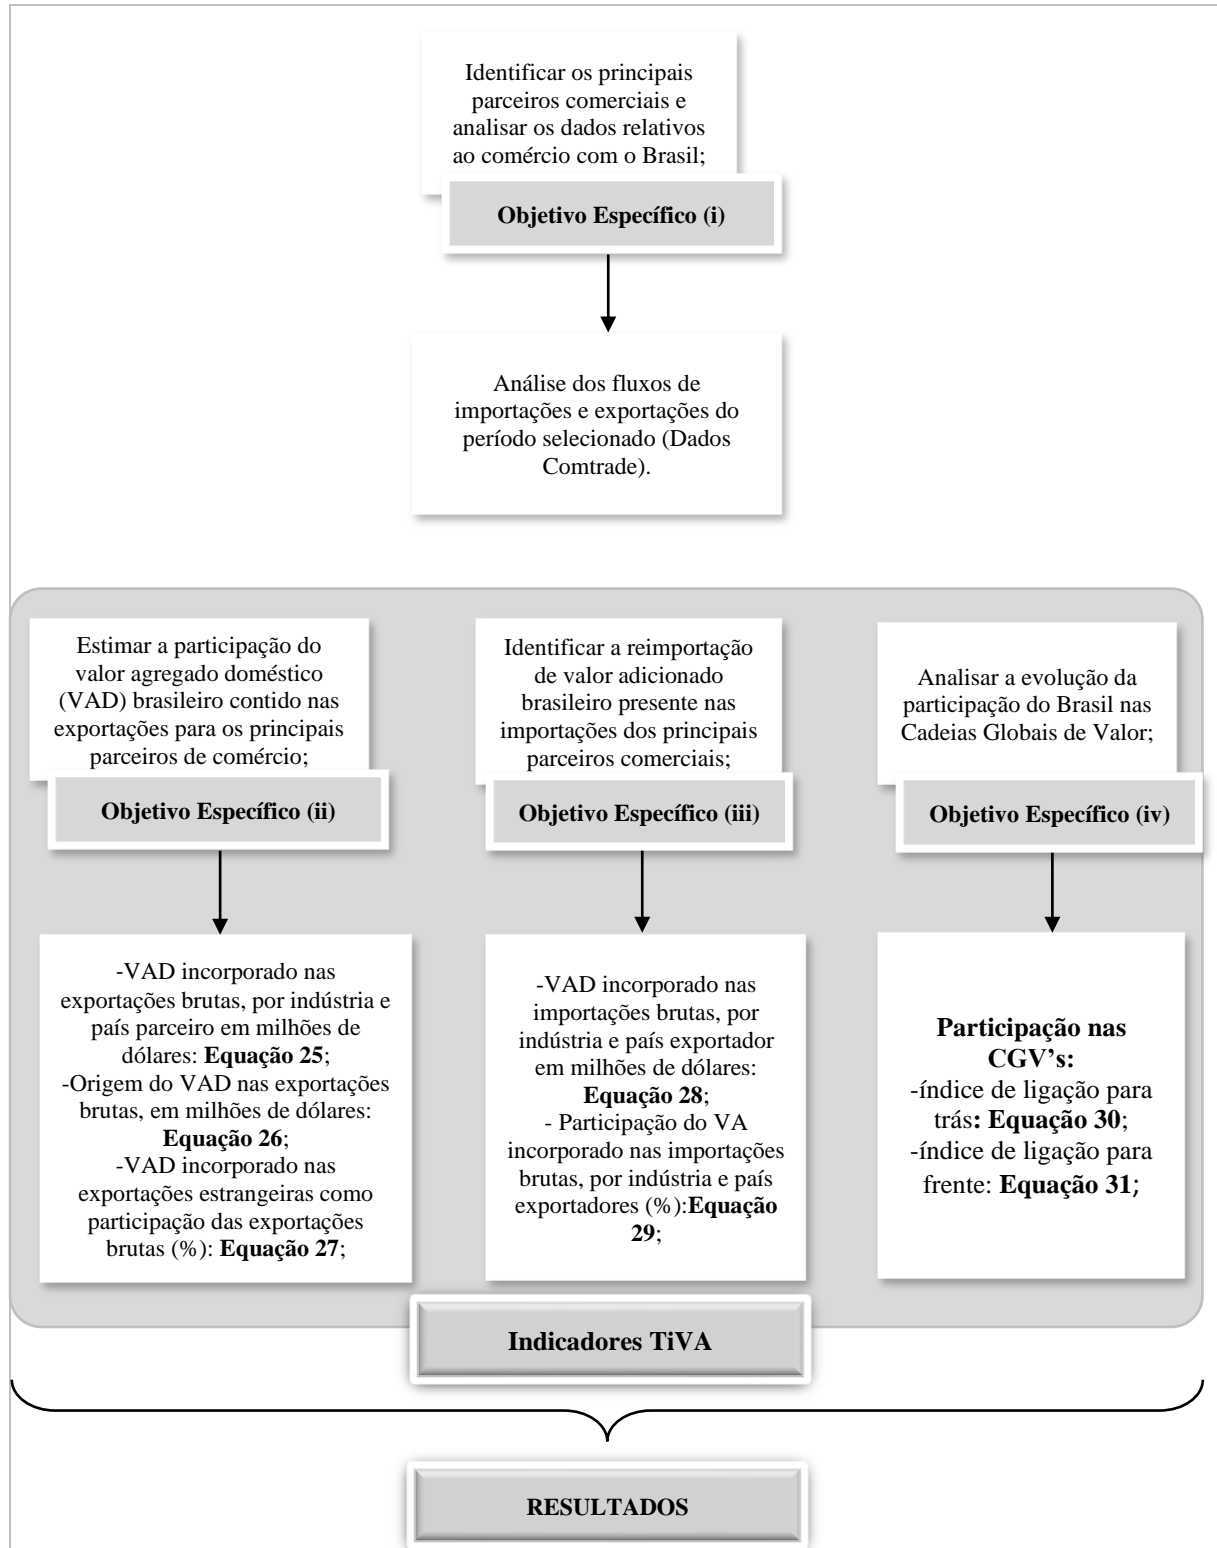 Identificar os principais
parceiros comerciais e
analisar os dados relativos
ao comércio com o Brasil;
Objetivo Específico (i)
Análise dos fluxos de
importações e exportações do
período selecionado (Dados
Comtrade).
Estimar a participação do
valor agregado doméstico
(VAD) brasileiro contido nas
exportações para os principais
parceiros de comércio;
Objetivo Específico (ii)
-VAD incorporado nas
exportações brutas, por indústria e
país parceiro em milhões de
dólares: Equação 25;
-Origem do VAD nas exportações
brutas, em milhões de dólares:
Equação 26;
-VAD incorporado nas
exportações estrangeiras como
participação das exportações
brutas (%): Equação 27;
Identificar a reimportação
de valor adicionado
brasileiro presente nas
importações dos principais
parceiros comerciais;
Objetivo Específico (iii)
-VAD incorporado nas
importações brutas, por
indústria e país exportador
em milhões de dólares:
Equação 28;
- Participação do VA
incorporado nas importações
brutas, por indústria e país
exportadores (%):Equação
29;
Analisar a evolução da
participação do Brasil nas
Cadeias Globais de Valor;
Objetivo Específico (iv)
Participação nas
CGV’s:
-índice de ligação para
trás: Equação 30;
-índice de ligação para
frente: Equação 31;
Indicadores TiVA
RESULTADOS